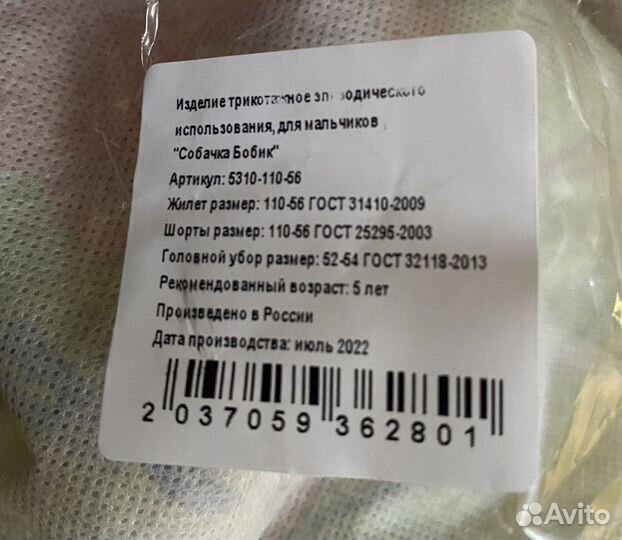 Изделие трикотажное эпизодического
использования, для мальчиков
"Собачка Бобик"
Артикул: 5310-110-56
Жилет размер: 110-56 ГОСТ 31410-2009
Шорты размер: 110-56 ГОСТ 25295-2003
Головной убор размер: 52-54 ГОСТ 32118-2013
Рекомендованный возраст: 5 лет
Произведено в России
Дата производства: июль 2022
2 037059 362801
Avito